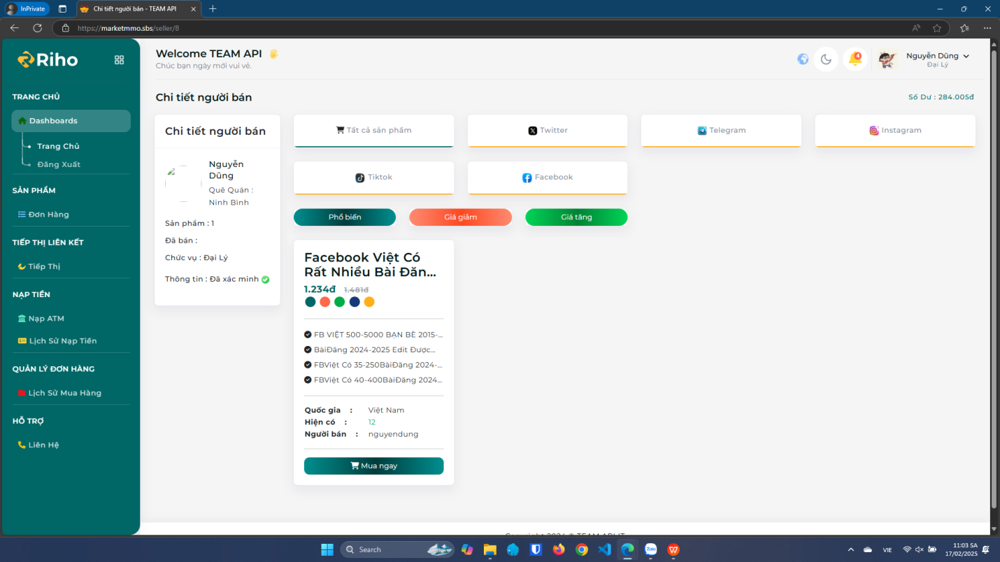 InPrivate
Chi tiết người bán - TEAM API
https://marketmmo.sbs/seller/8
Riho
TRANG CHỦ
Dashboards
Trang Chủ
Đăng Xuất
SẢN PHẨM
Đơn Hàng
TIẾP THỊ LIÊN KẾT
Tiếp Thị
NẠP TIỀN
Nạp ATM
Lịch Sử Nạp Tiền
QUẢN LÝ ĐƠN HÀNG
Lịch Sử Mua Hàng
HỖ TRỢ
Liên Hệ
Welcome TEAM API
Chúc bạn ngày mới vui vẻ.
4
Nguyễn Dũng
Đại Lý
Chi tiết người bán
Số Dư : 284.005đ
Chi tiết người bán
Nguyễn
Dũng
Quê Quán :
Ninh Bình
Sản phẩm : 1
Đã bán :
Chức vụ : Đại Lý
Thông tin : Đã xác minh
Tất cả sản phẩm
Twitter
Telegram
Instagram
Tiktok
Facebook
Phổ biến
Giá giảm
Giá tăng
Facebook Việt Có
Rất Nhiều Bài Đăn...
1.234đ 1.481đ
FB VIỆT 500-5000 BẠN BÈ 2015-...
BàiĐăng 2024-2025 Edit Được...
FBViệt Có 35-250BàiĐăng 2024-...
FBViệt Có 40-400BàiĐăng 2024...
Quốc gia : Việt Nam
Hiện có : 12
Người bán : nguyendung
Mua ngay
Copyright 2024 © TEAM API IT
Search
Zalo
VIE
11:03 SA
17/02/2025